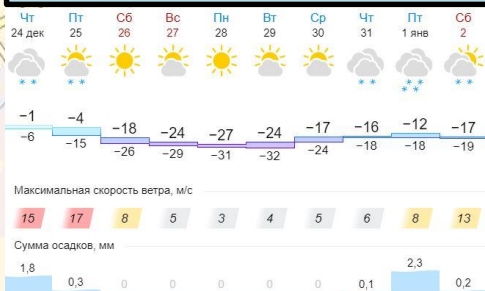 Чт Пт Сб Вс Пн Вт Ср Чт Пт Сб
24 дек 25 26 27 28 29 30 31 1 янв 2
−1 −4 −18 −24 −27 −24 −17 −16 −12 −17
−6 −15 −26 −29 −31 −32 −24 −18 −18 −19
Максимальная скорость ветра, м/с
15 17 8 5 3 4 5 6 8 13
Сумма осадков, мм
1,8 0,3 0 0 0 0 0 0,1 2,3 0,2